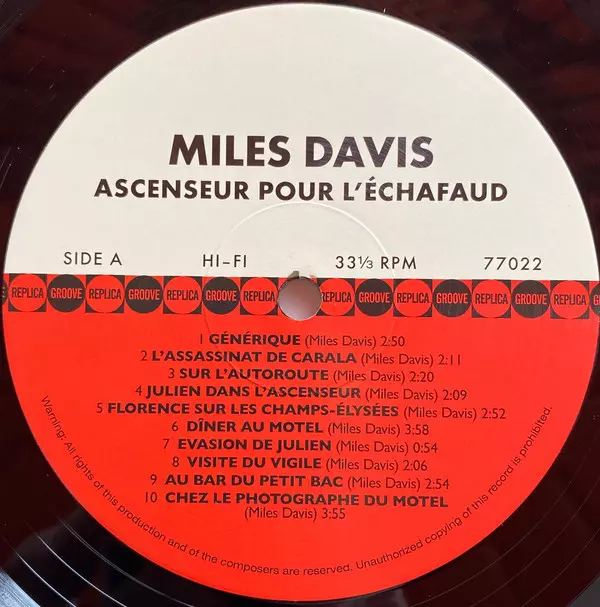 MILES DAVIS
ASCENSEUR POUR L'ÉCHAFAUD
SIDE A HI-FI 33⅓ RPM 77022
REPLICA GROOVE REPLICA GROOVE REPLICA GROOVE REPLICA GROOVE REPLICA GROOVE REPLICA GROOVE REPLICA
1 GÉNÉRIQUE (Miles Davis) 2:50
2 L'ASSASSINAT DE CARALA (Miles Davis) 2:11
3 SUR L'AUTOROUTE (Miles Davis) 2:20
4 JULIEN DANS L'ASCENSEUR (Miles Davis) 2:09
5 FLORENCE SUR LES CHAMPS-ÉLYSÉES (Miles Davis) 2:52
6 DÎNER AU MOTEL (Miles Davis) 3:58
7 EVASION DE JULIEN (Miles Davis) 0:54
8 VISITE DU VIGILE (Miles Davis) 2:06
9 AU BAR DU PETIT BAC (Miles Davis) 2:54
10 CHEZ LE PHOTOGRAPHE DU MOTEL
(Miles Davis) 3:55
Warning: All rights of this production and of the composers are reserved. Unauthorized copying of this record is prohibited.